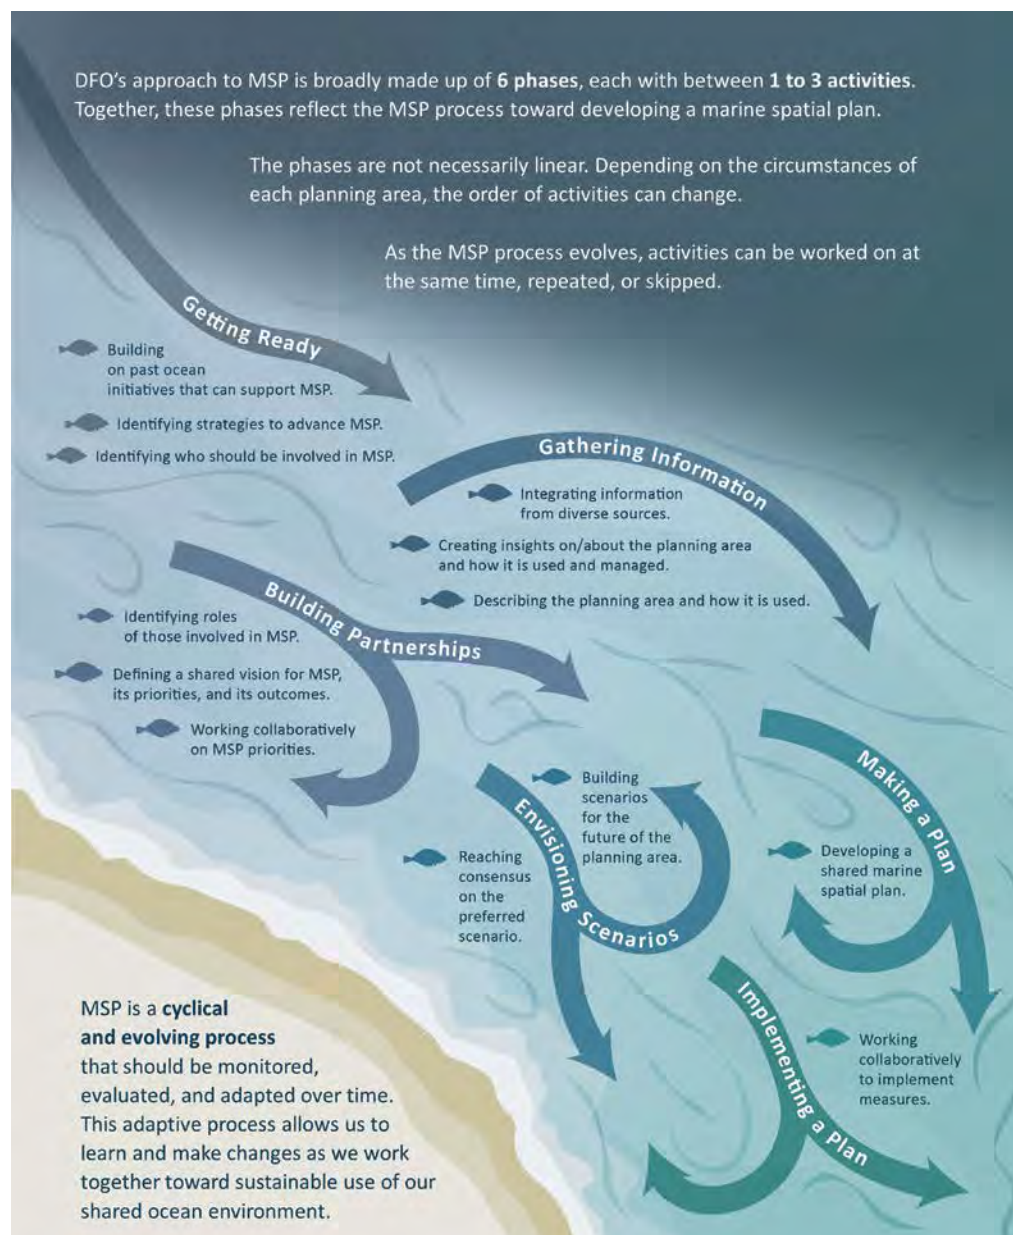 DFO's approach to MSP is broadly made up of 6 phases, each with between 1 to 3 activities.
Together, these phases reflect the MSP process toward developing a marine spatial plan.
The phases are not necessarily linear. Depending on the circumstances of
each planning area, the order of activities can change.
As the MSP process evolves, activities can be worked on at
the same time, repeated, or skipped.
Getting Ready
Building
on past ocean
initiatives that can support MSP.
Identifying strategies to advance MSP.
Identifying who should be involved in MSP.
Gathering Information
Integrating information
from diverse sources.
Creating insights on/about the planning area
and how it is used and managed.
Describing the planning area and how it is used.
Building Partnerships
Identifying roles
of those involved in MSP.
Defining a shared vision for MSP,
its priorities, and its outcomes.
Working collaboratively
on MSP priorities.
Envisioning Scenarios
Building
scenarios
for the
future of the
planning area.
Reaching
consensus
on the
preferred
scenario.
Making a Plan
Developing a
shared marine
spatial plan.
Implementing a Plan
Working
collaboratively
to implement
measures.
MSP is a cyclical
and evolving process
that should be monitored,
evaluated, and adapted over time.
This adaptive process allows us to
learn and make changes as we work
together toward sustainable use of our
shared ocean environment.